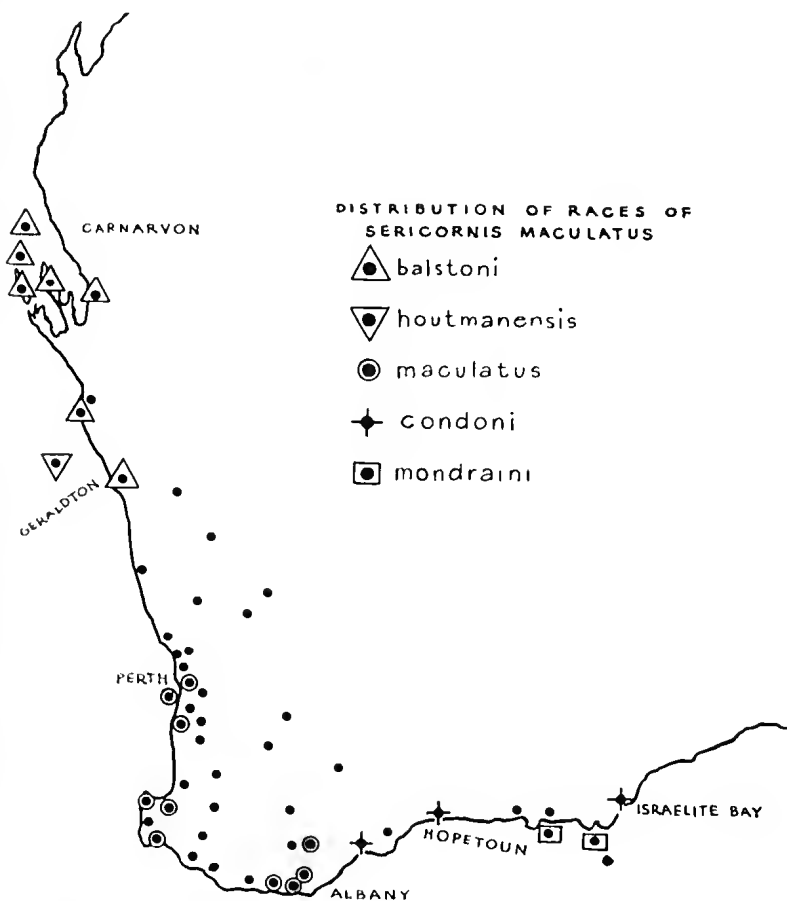 CARNARVON
DISTRIBUTION OF RACES OF
SERICORNIS MACULATUS
balstoni
houtmanensis
maculatus
condoni
mondraini
GERALDTON
PERTH
HOPETOUN
ISRAELITE BAY
ALBANY